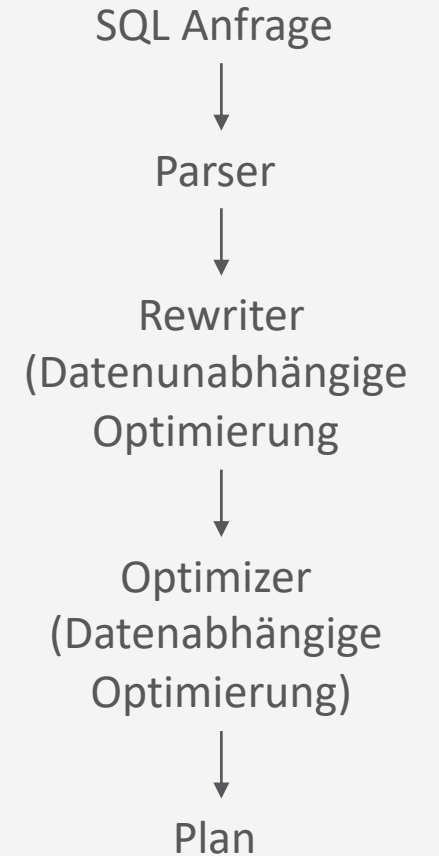 SQL Anfrage
Parser
Rewriter
(Datenunabhängige
Optimierung
Optimizer
(Datenabhängige
Optimierung)
Plan